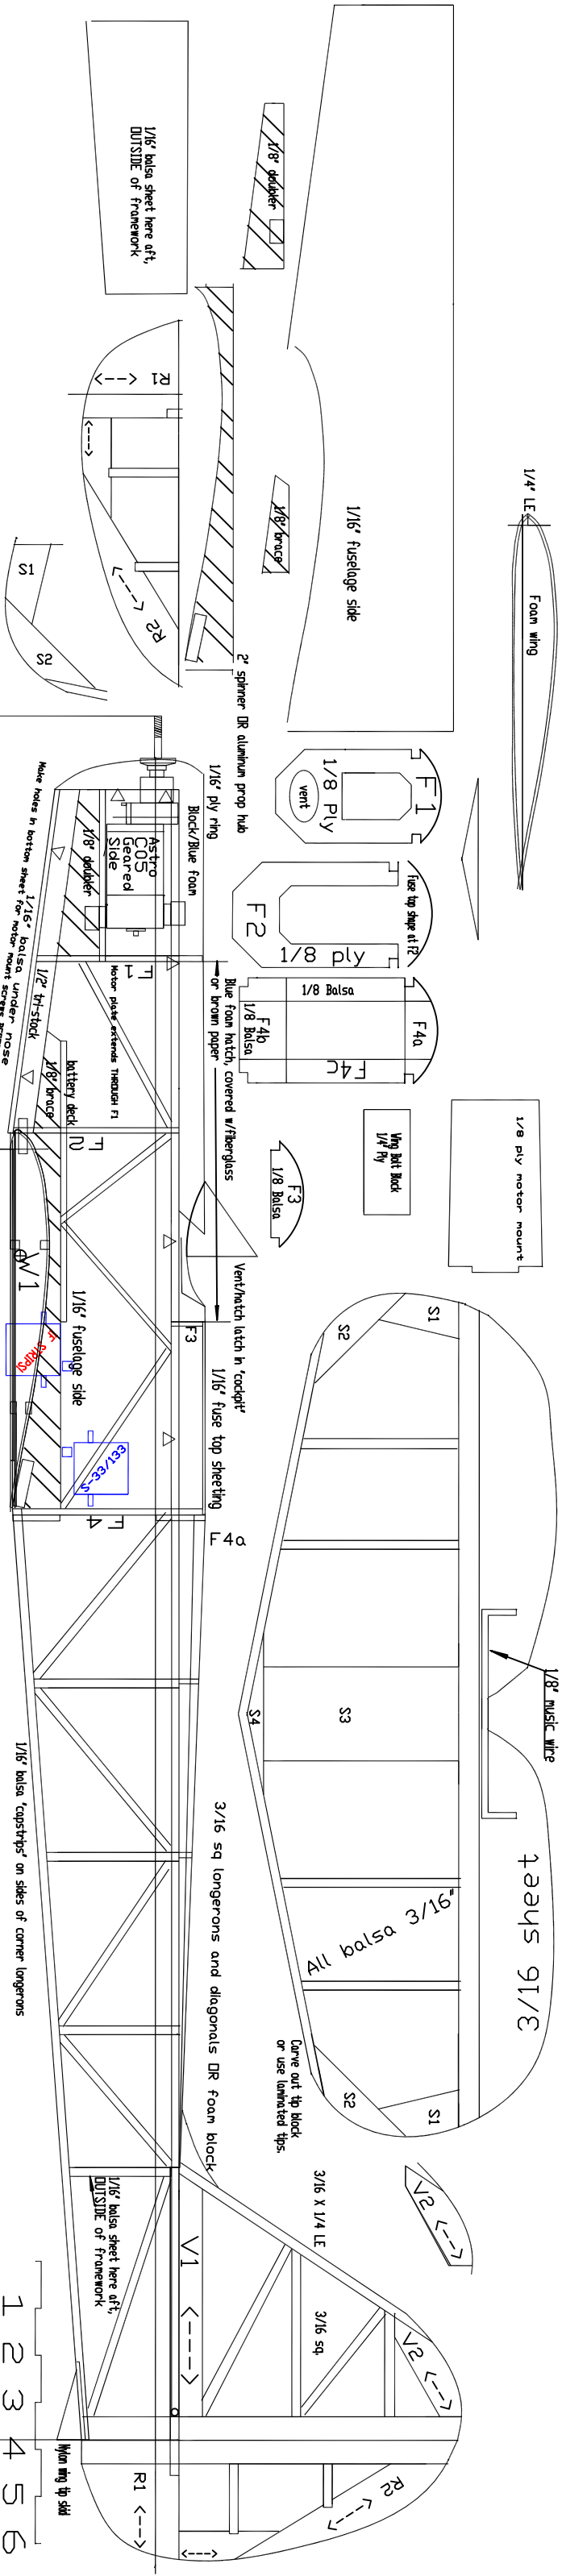 1/4" LE
Foam wing
1/16" balsa sheet here aft,
OUTSIDE of framework
1/8" doubler
R1 <-->
<--->
R2 <--->
S1
S2
1/8" brace
1/16" fuselage side
2" spinner OR aluminum prop hub
1/16" ply ring
Block/Blue foam
F1
1/8 Ply
vent
F2
1/8 ply
Fuse top shape at F2
1/8 Balsa
F4a
F4b
1/8 Balsa
F4c
F3
1/8 Balsa
Wing Bolt Block
1/4" Ply
1/8 ply motor mount
Astro
C05
Geared
Side
1/8" doubler
Make holes in bottom sheet for motor mount screws
1/16" balsa under nose
1/2" tri-stock
F1
Motor plate extends THROUGH F1
Blue foam hatch, covered w/fiberglass
or brown paper
battery deck
1/8" brace
F2
W1
Vent/hatch latch in "cockpit"
F3
1/16" fuselage side
1/16" fuse top sheeting
S-33/133
F4
F4a
S1
S2
S3
S4
1/8" music wire
3/16 sheet
All balsa 3/16"
S2
S1
Carve out tip block
or use laminated tips.
3/16 sq longerons and diagonals OR foam block
1/16" balsa "capstrips" on sides of corner longerons
V2 <--->
3/16 X 1/4 LE
3/16 sq.
V1 <---->
V2 <--->
1/16" balsa sheet here aft,
OUTSIDE of framework
Nylon wing tip skid
R1 <--->
<--->
R2 <--->
1 2 3 4 5 6